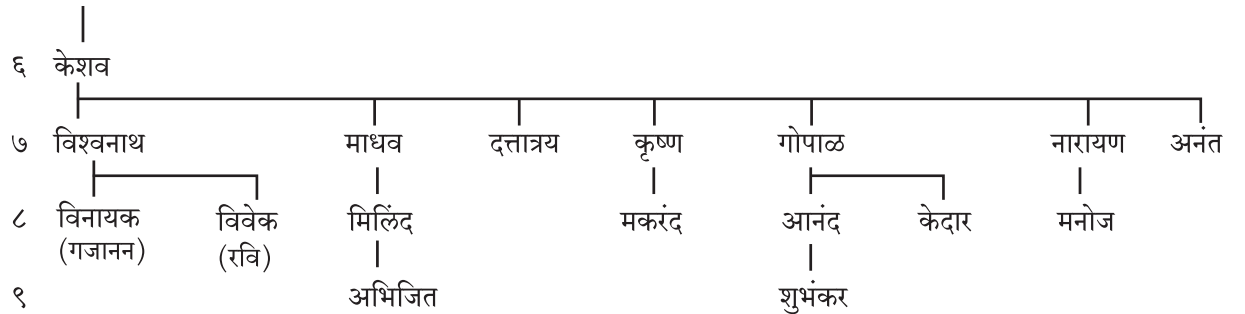 ६ केशव
७ विश्वनाथ माधव दत्तात्रय कृष्ण गोपाळ नारायण अनंत
८ विनायक विवेक मिलिंद मकरंद आनंद केदार मनोज
(गजानन) (रवि)
९ अभिजित शुभंकर